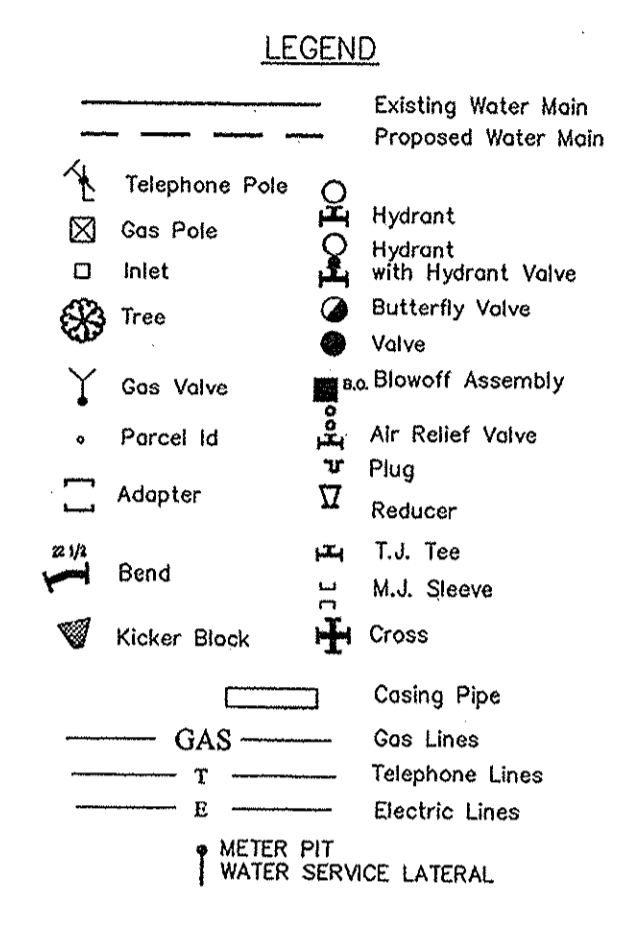 LEGEND
Existing Water Main
Proposed Water Main
Telephone Pole
Gas Pole
Inlet
Tree
Gas Valve
Parcel Id
Adapter
22 1/2
Bend
Kicker Block
Hydrant
Hydrant
with Hydrant Valve
Butterfly Valve
Valve
B.O. Blowoff Assembly
Air Relief Valve
Plug
Reducer
T.J. Tee
M.J. Sleeve
Cross
Casing Pipe
GAS Gas Lines
T Telephone Lines
E Electric Lines
METER PIT
WATER SERVICE LATERAL